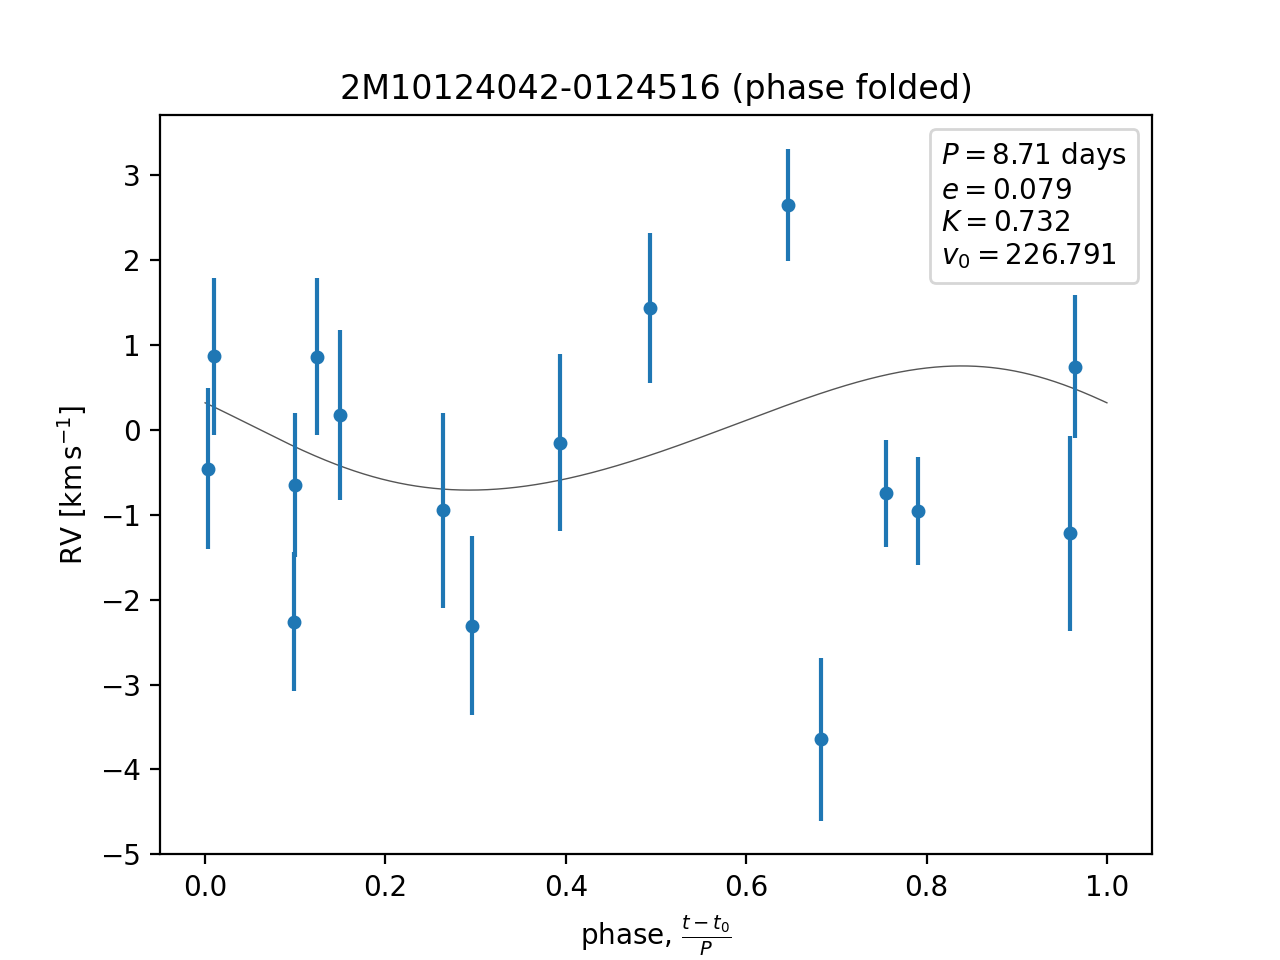 2M10124042-0124516 (phase folded)
P = 8.71 days
e = 0.079
K = 0.732
v₀ = 226.791
3
2
1
0
−1
−2
−3
−4
−5
RV [km s⁻¹]
0.0 0.2 0.4 0.6 0.8 1.0
phase, (t − t₀)/P